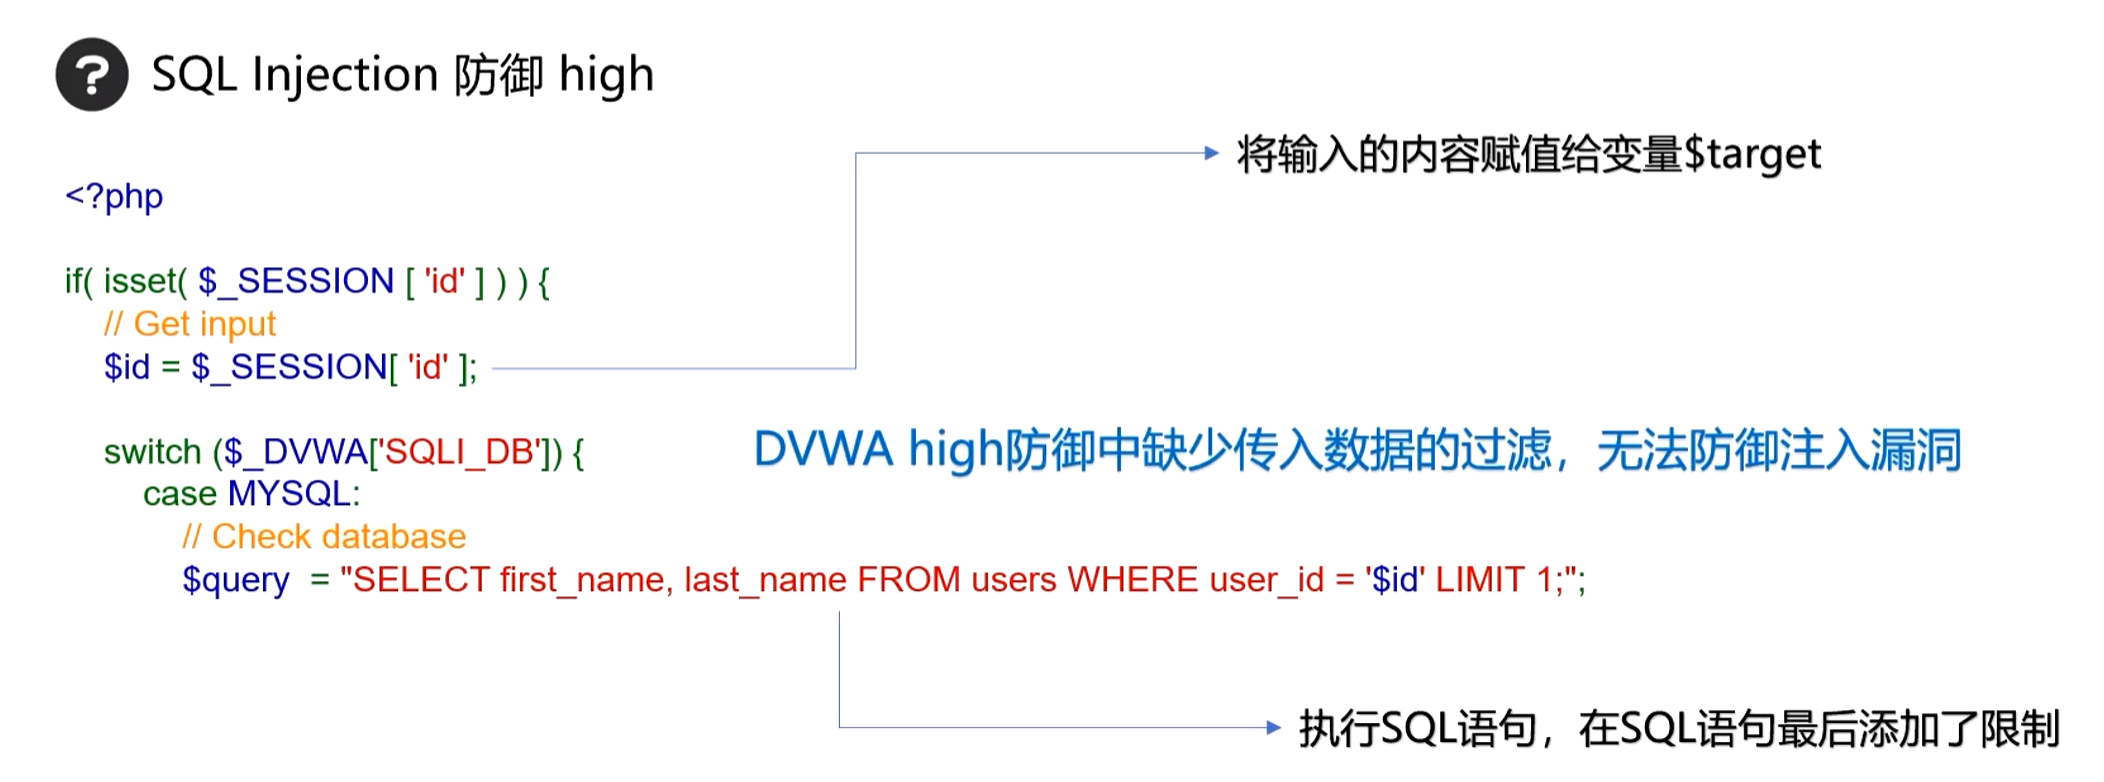 SQL Injection 防御 high
将输入的内容赋值给变量$target
<?php
if( isset( $_SESSION [ 'id' ] ) ) {
// Get input
$id = $_SESSION[ 'id' ];
switch ($_DVWA['SQLI_DB']) {
DVWA high防御中缺少传入数据的过滤，无法防御注入漏洞
case MYSQL:
// Check database
$query  = "SELECT first_name, last_name FROM users WHERE user_id = '$id' LIMIT 1;";
执行SQL语句，在SQL语句最后添加了限制